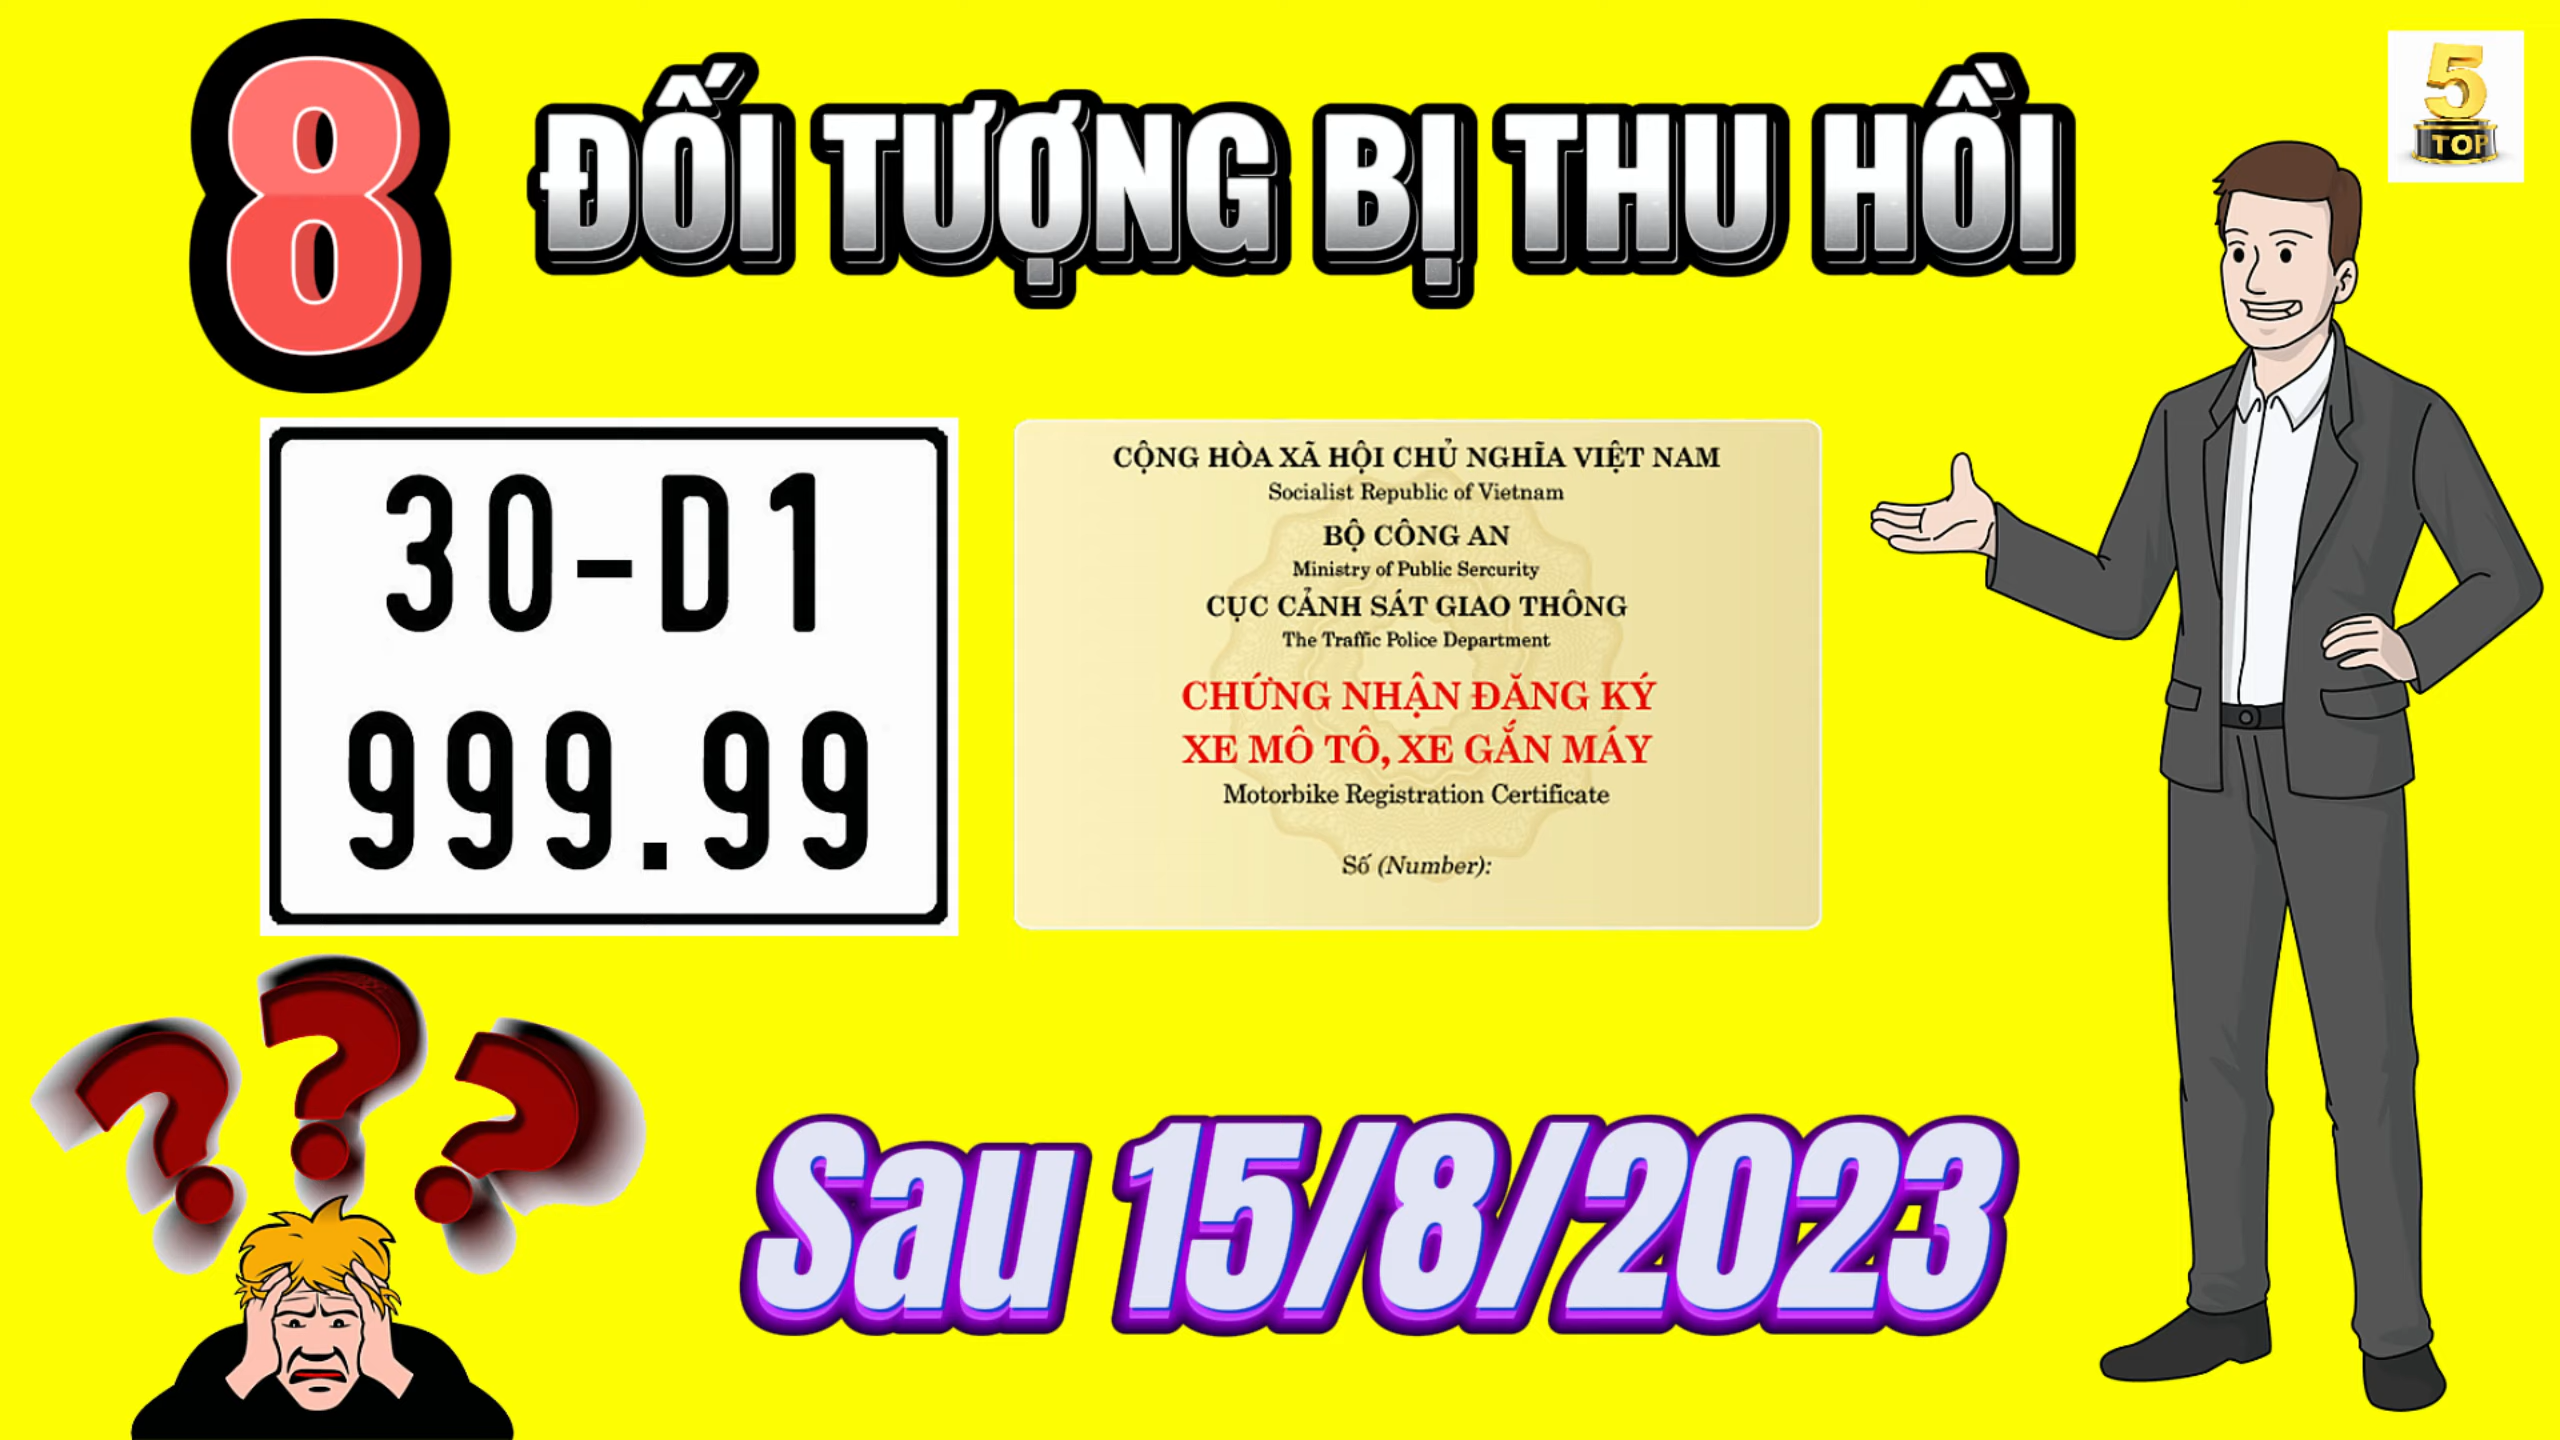 8 ĐỐI TƯỢNG BỊ THU HỒI
5
TOP
30-D1
999.99
CỘNG HÒA XÃ HỘI CHỦ NGHĨA VIỆT NAM
Socialist Republic of Vietnam
BỘ CÔNG AN
Ministry of Public Sercurity
CỤC CẢNH SÁT GIAO THÔNG
The Traffic Police Department
CHỨNG NHẬN ĐĂNG KÝ
XE MÔ TÔ, XE GẮN MÁY
Motorbike Registration Certificate
Số (Number):
???
Sau 15/8/2023